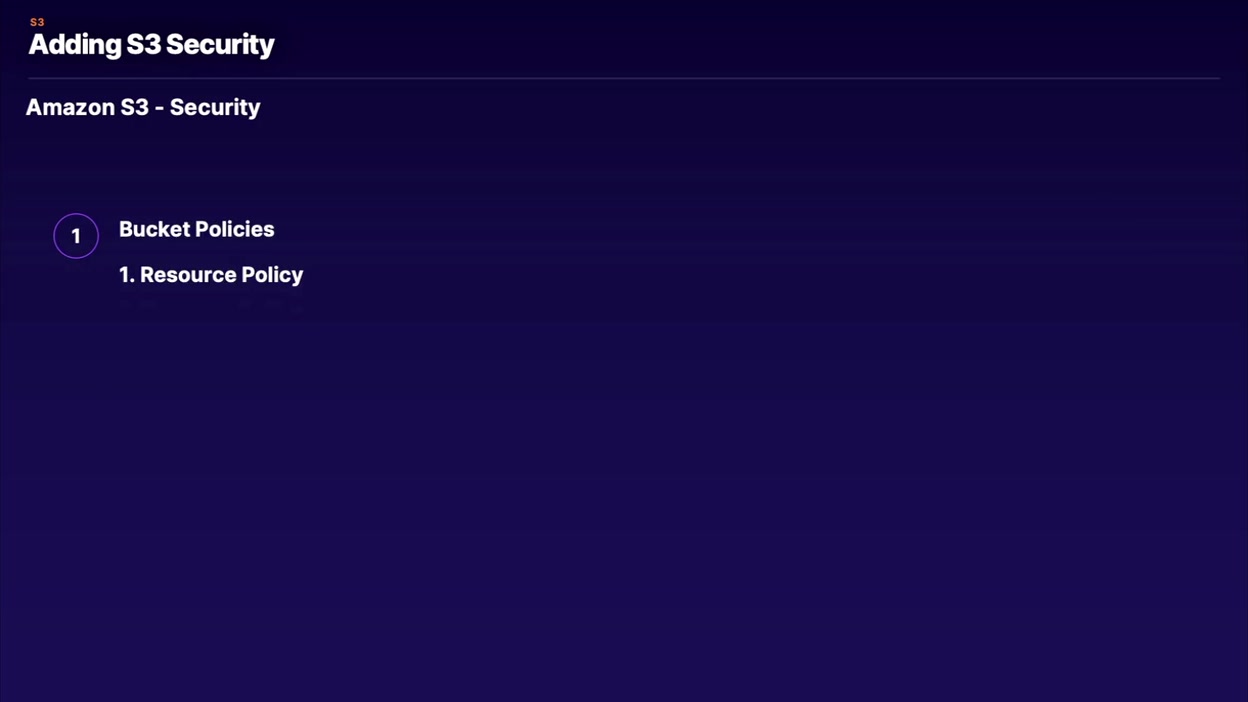 S3
Adding S3 Security
Amazon S3 - Security
1
Bucket Policies
1. Resource Policy